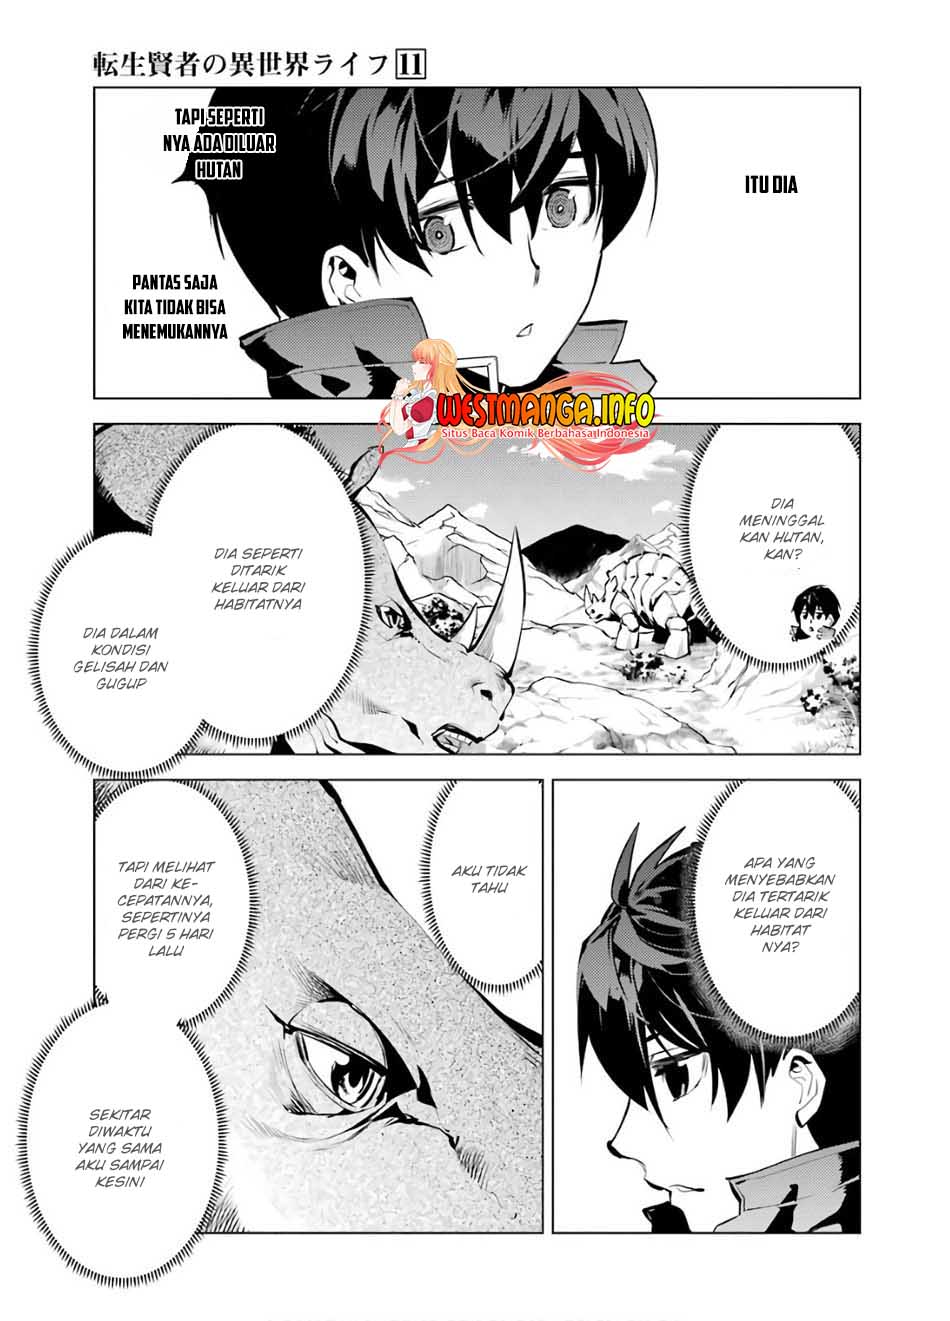 転生賢者の異世界ライフ 11
ITU DIA
TAPI SEPERTI
NYA ADA DILUAR
HUTAN
PANTAS SAJA
KITA TIDAK BISA
MENEMUKANNYA
WESTMANGA.INFO
Situs Baca Komik Berbahasa Indonesia
DIA
MENINGGAL
KAN HUTAN,
KAN?
DIA SEPERTI
DITARIK
KELUAR DARI
HABITATNYA
DIA DALAM
KONDISI
GELISAH DAN
GUGUP
APA YANG
MENYEBABKAN
DIA TERTARIK
KELUAR DARI
HABITAT
NYA?
AKU TIDAK
TAHU
TAPI MELIHAT
DARI KE-
CEPATANNYA,
SEPERTINYA
PERGI 5 HARI
LALU
SEKITAR
DIWAKTU
YANG SAMA
AKU SAMPAI
KESINI